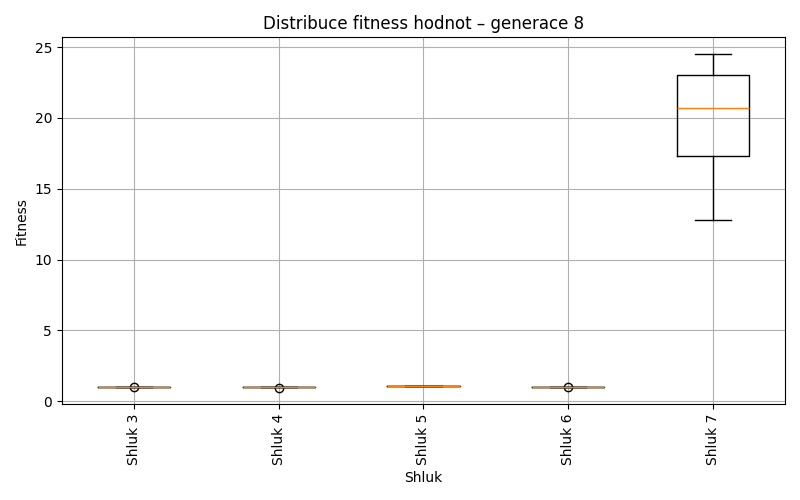 Distribuce fitness hodnot – generace 8
Fitness
25
20
15
10
5
0
Shluk 3
Shluk 4
Shluk 5
Shluk 6
Shluk 7
Shluk